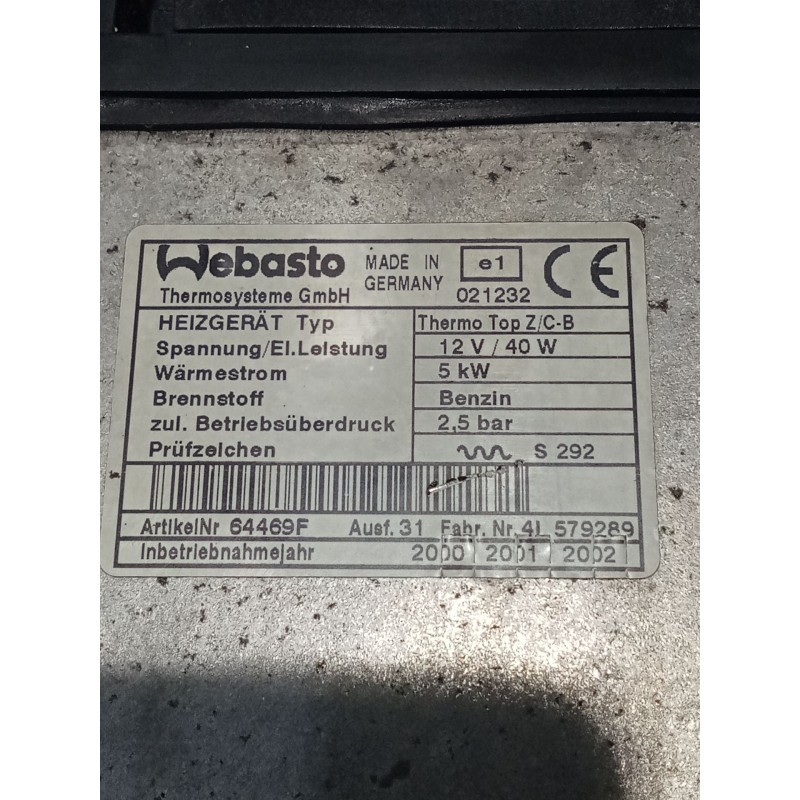 Webasto MADE IN GERMANY e1 CE
Thermosysteme GmbH 021232
HEIZGERÄT Typ Thermo Top Z/C-B
Spannung/El.Leistung 12 V / 40 W
Wärmestrom 5 kW
Brennstoff Benzin
zul. Betriebsüberdruck 2,5 bar
Prüfzeichen S 292
ArtikelNr 64469F Ausf. 31 Fahr. Nr. 4L 579289
Inbetriebnahmejahr 2000 2001 2002